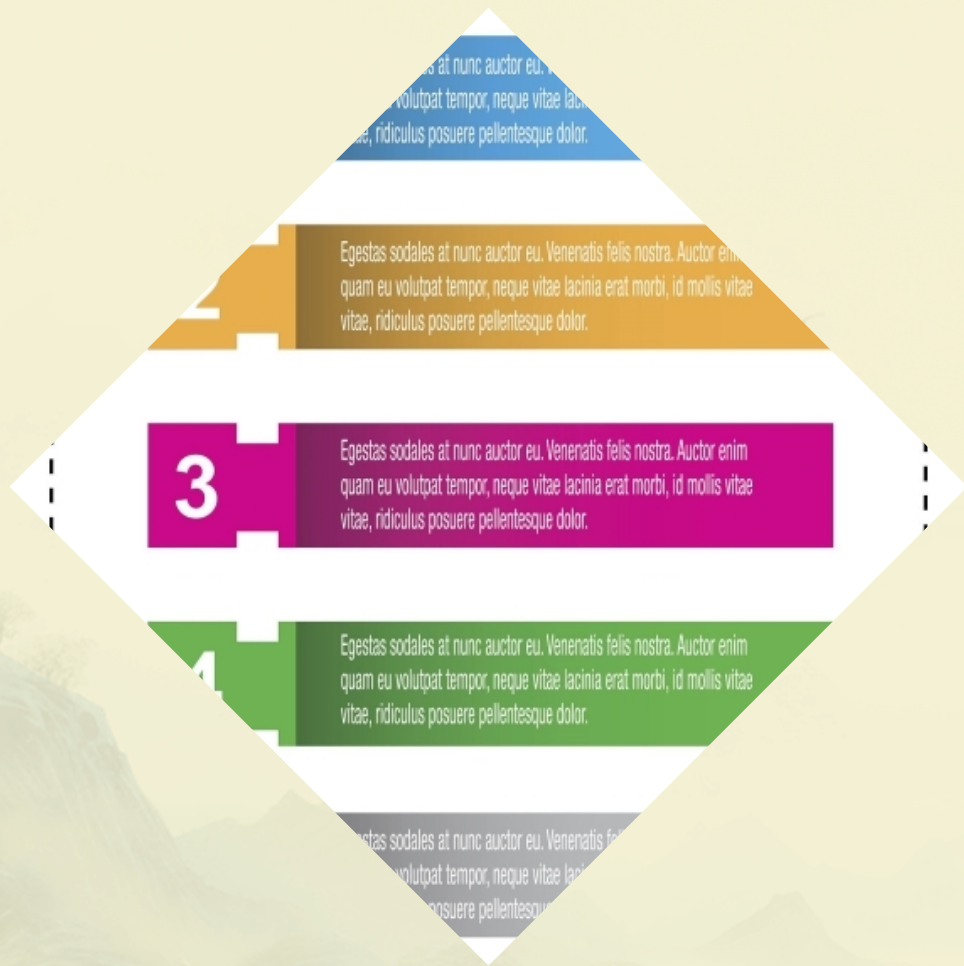 at nunc auctor eu.
volutpat tempor, neque vitae
ridiculus posuere pellentesque dolor.
2
Egestas sodales at nunc auctor eu. Venenatis felis nostra. Auctor enim
quam eu volutpat tempor, neque vitae lacinia erat morbi, id mollis vitae
vitae, ridiculus posuere pellentesque dolor.
3
Egestas sodales at nunc auctor eu. Venenatis felis nostra. Auctor enim
quam eu volutpat tempor, neque vitae lacinia erat morbi, id mollis vitae
vitae, ridiculus posuere pellentesque dolor.
4
Egestas sodales at nunc auctor eu. Venenatis felis nostra. Auctor enim
quam eu volutpat tempor, neque vitae lacinia erat morbi, id mollis vitae
vitae, ridiculus posuere pellentesque dolor.
sodales at nunc auctor eu. Venenatis
volutpat tempor, neque vitae
posuere